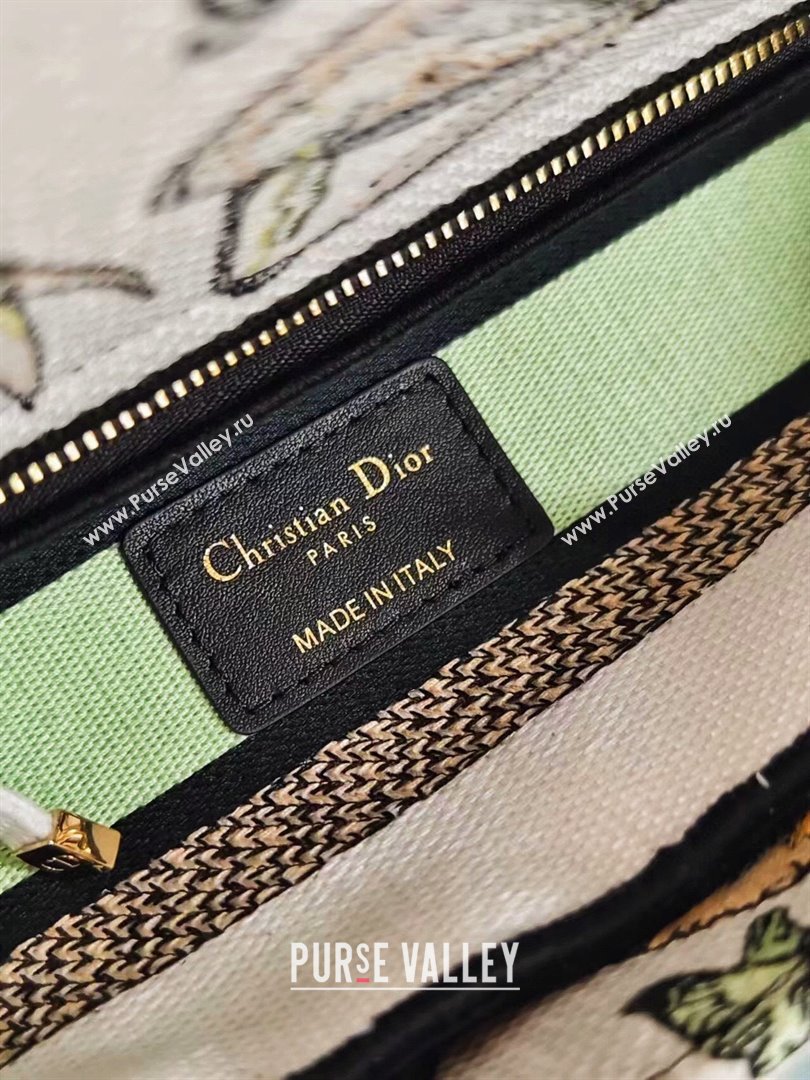 www.PurseValley.ru
www.PurseValley.ru
Christian Dior
PARIS
MADE IN ITALY
PURSE VALLEY